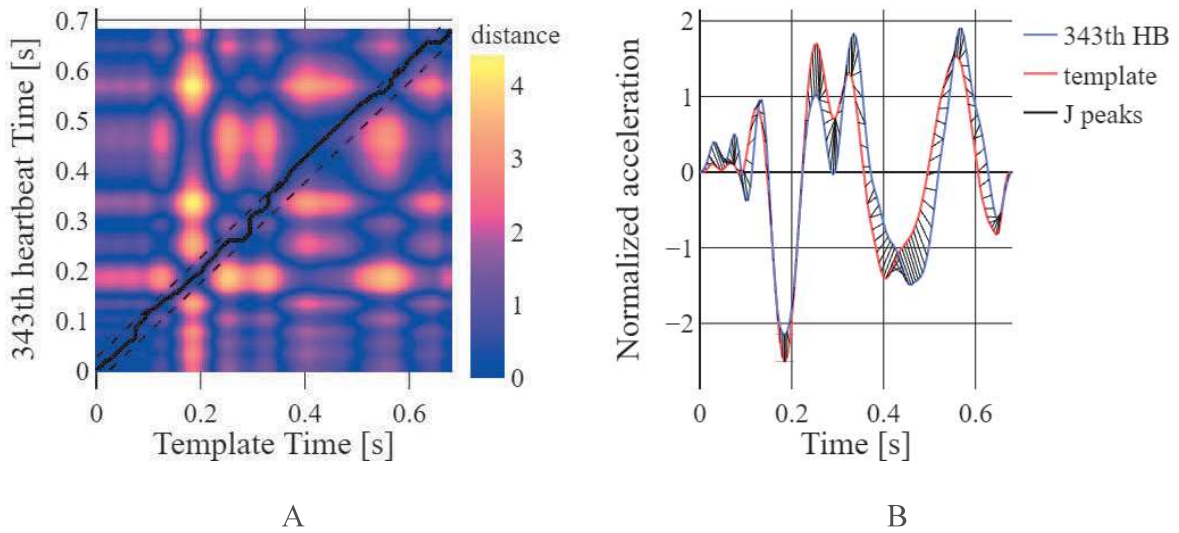 0.7
0.6
0.5
0.4
0.3
0.2
0.1
0
343th heartbeat Time [s]
0
0.2
0.4
0.6
Template Time [s]
distance
4
3
2
1
0
A
2
1
0
−1
−2
Normalized acceleration
0
0.2
0.4
0.6
Time [s]
343th HB
template
J peaks
B